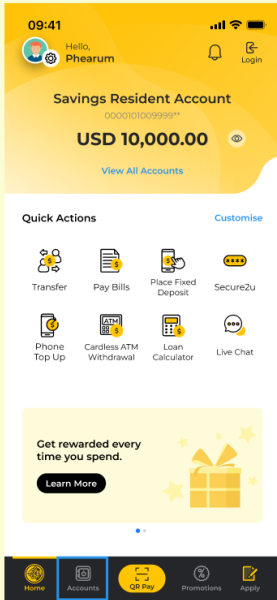 09:41
Hello,
Phearum
Login
Savings Resident Account
0000101009999**
USD 10,000.00
View All Accounts
Quick Actions
Customise
Transfer
Pay Bills
Place Fixed
Deposit
Secure2u
Phone
Top Up
ATM
Cardless ATM
Withdrawal
Loan
Calculator
Live Chat
Get rewarded every
time you spend.
Learn More
Home
Accounts
QR Pay
Promotions
Apply